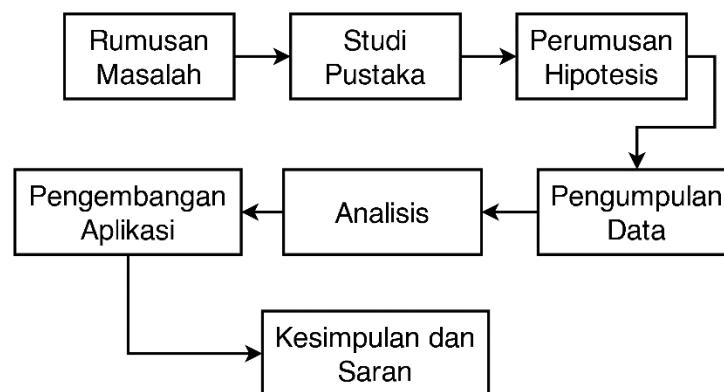 Rumusan
Masalah
Studi
Pustaka
Perumusan
Hipotesis
Pengumpulan
Data
Analisis
Pengembangan
Aplikasi
Kesimpulan dan
Saran